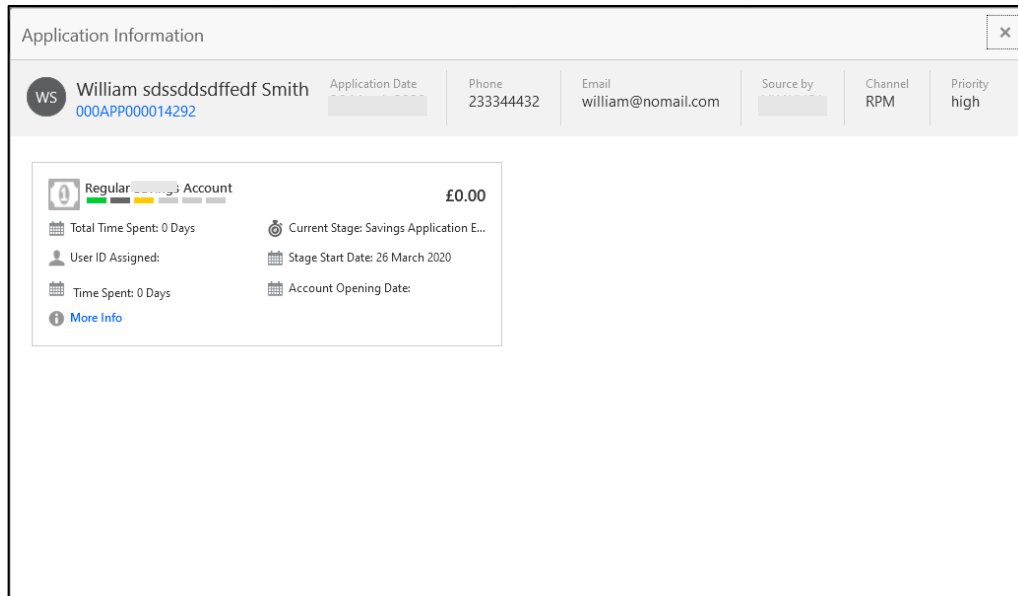 Application Information
×
WS
William sdssddsdffedf Smith
000APP000014292
Application Date
Phone
233344432
Email
william@nomail.com
Source by
Channel
RPM
Priority
high
Regular Account
£0.00
Total Time Spent: 0 Days
Current Stage: Savings Application E...
User ID Assigned:
Stage Start Date: 26 March 2020
Time Spent: 0 Days
Account Opening Date:
More Info